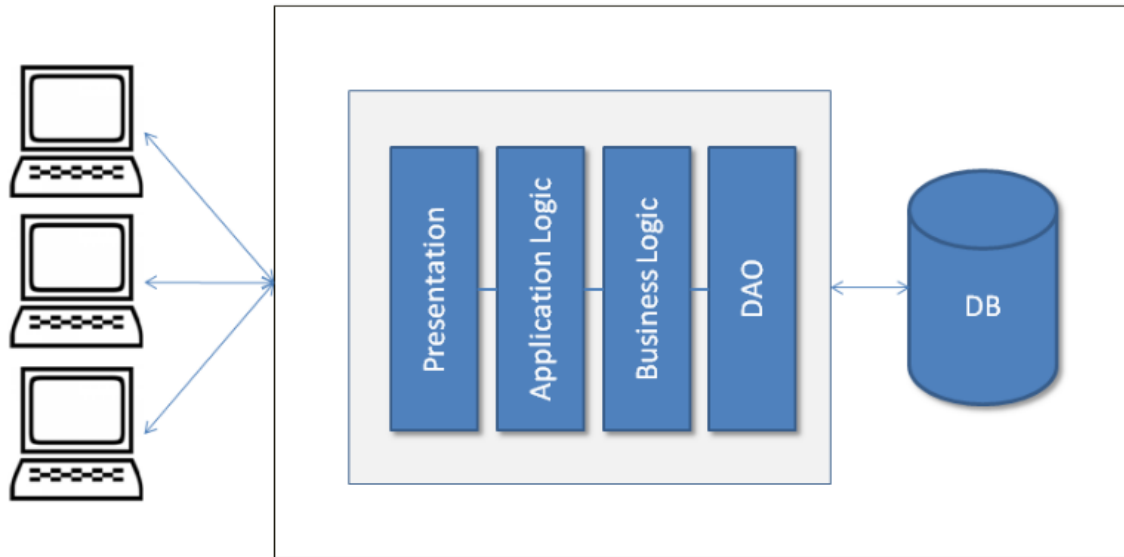 Presentation
Application Logic
Business Logic
DAO
DB